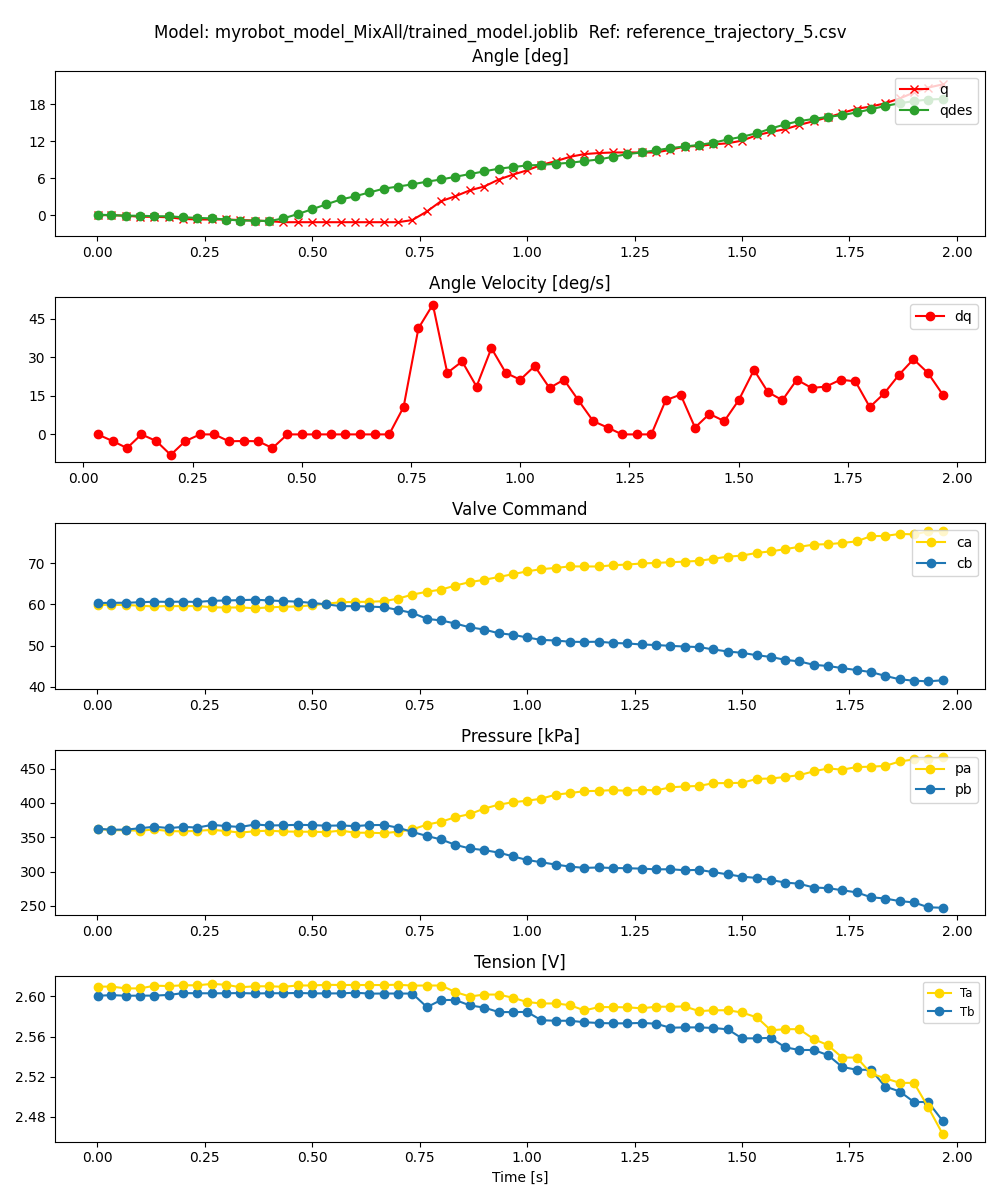 Model: myrobot_model_MixAll/trained_model.joblib  Ref: reference_trajectory_5.csv
Angle [deg]
q
qdes
18
12
6
0
0.00 0.25 0.50 0.75 1.00 1.25 1.50 1.75 2.00
Angle Velocity [deg/s]
dq
45
30
15
0
0.00 0.25 0.50 0.75 1.00 1.25 1.50 1.75 2.00
Valve Command
ca
cb
70
60
50
40
0.00 0.25 0.50 0.75 1.00 1.25 1.50 1.75 2.00
Pressure [kPa]
pa
pb
450
400
350
300
250
0.00 0.25 0.50 0.75 1.00 1.25 1.50 1.75 2.00
Tension [V]
Ta
Tb
2.60
2.56
2.52
2.48
0.00 0.25 0.50 0.75 1.00 1.25 1.50 1.75 2.00
Time [s]